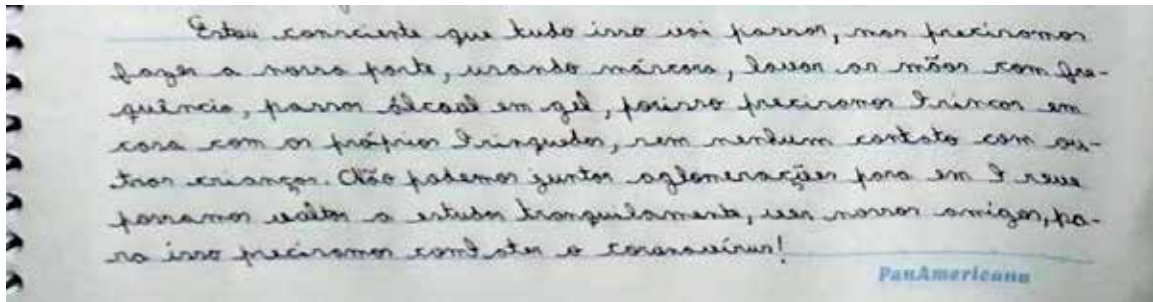 Estou consciente que tudo isso vai passar, mas precisamos
fazer a nossa parte, usando máscara, lavar as mãos com fre-
quência, passar álcool em gel, porisso precisamos brincar em
casa com os próprios brinquedos, sem nenhum contato com ou-
tras crianças. Não podemos juntar aglomerações para em breve
possamos voltar a estudar tranquilamente, ver nossos amigos, pa-
ra isso precisamos combater o coronavírus!
PanAmericana